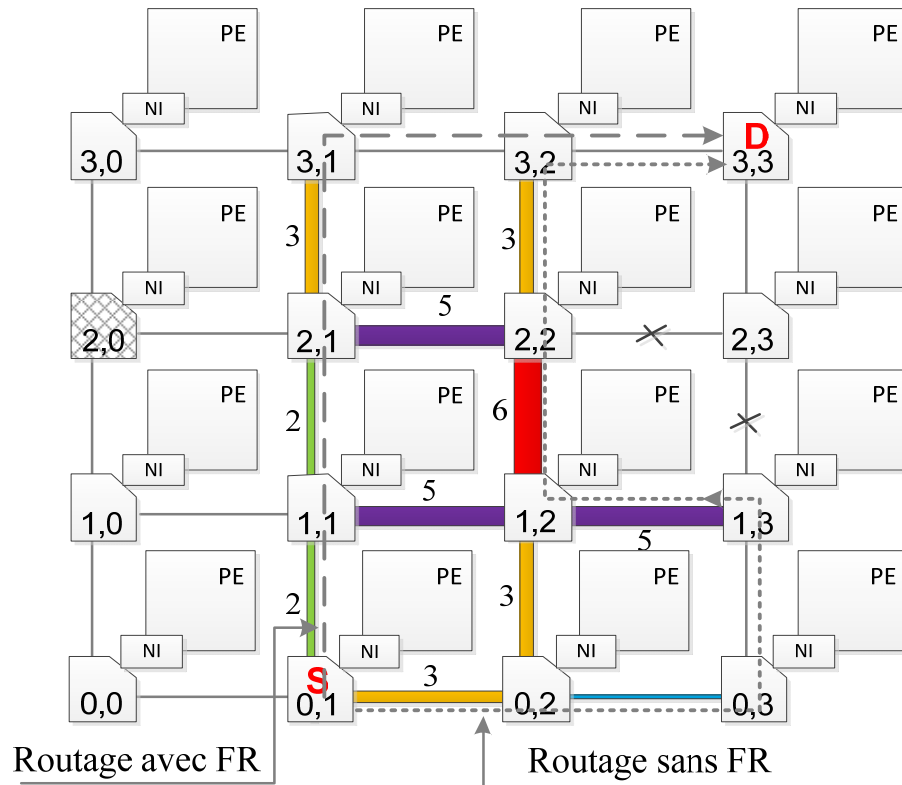 PE PE PE PE
NI NI NI NI
D
3,0 3,1 3,2 3,3
PE PE PE PE
3 3
NI NI NI NI
5
2,0 2,1 2,2 2,3
PE PE PE PE
2 6
NI NI NI NI
5
1,0 1,1 1,2 1,3
5
PE PE PE PE
2 3
NI NI NI NI
S 3
0,0 0,1 0,2 0,3
Routage avec FR Routage sans FR